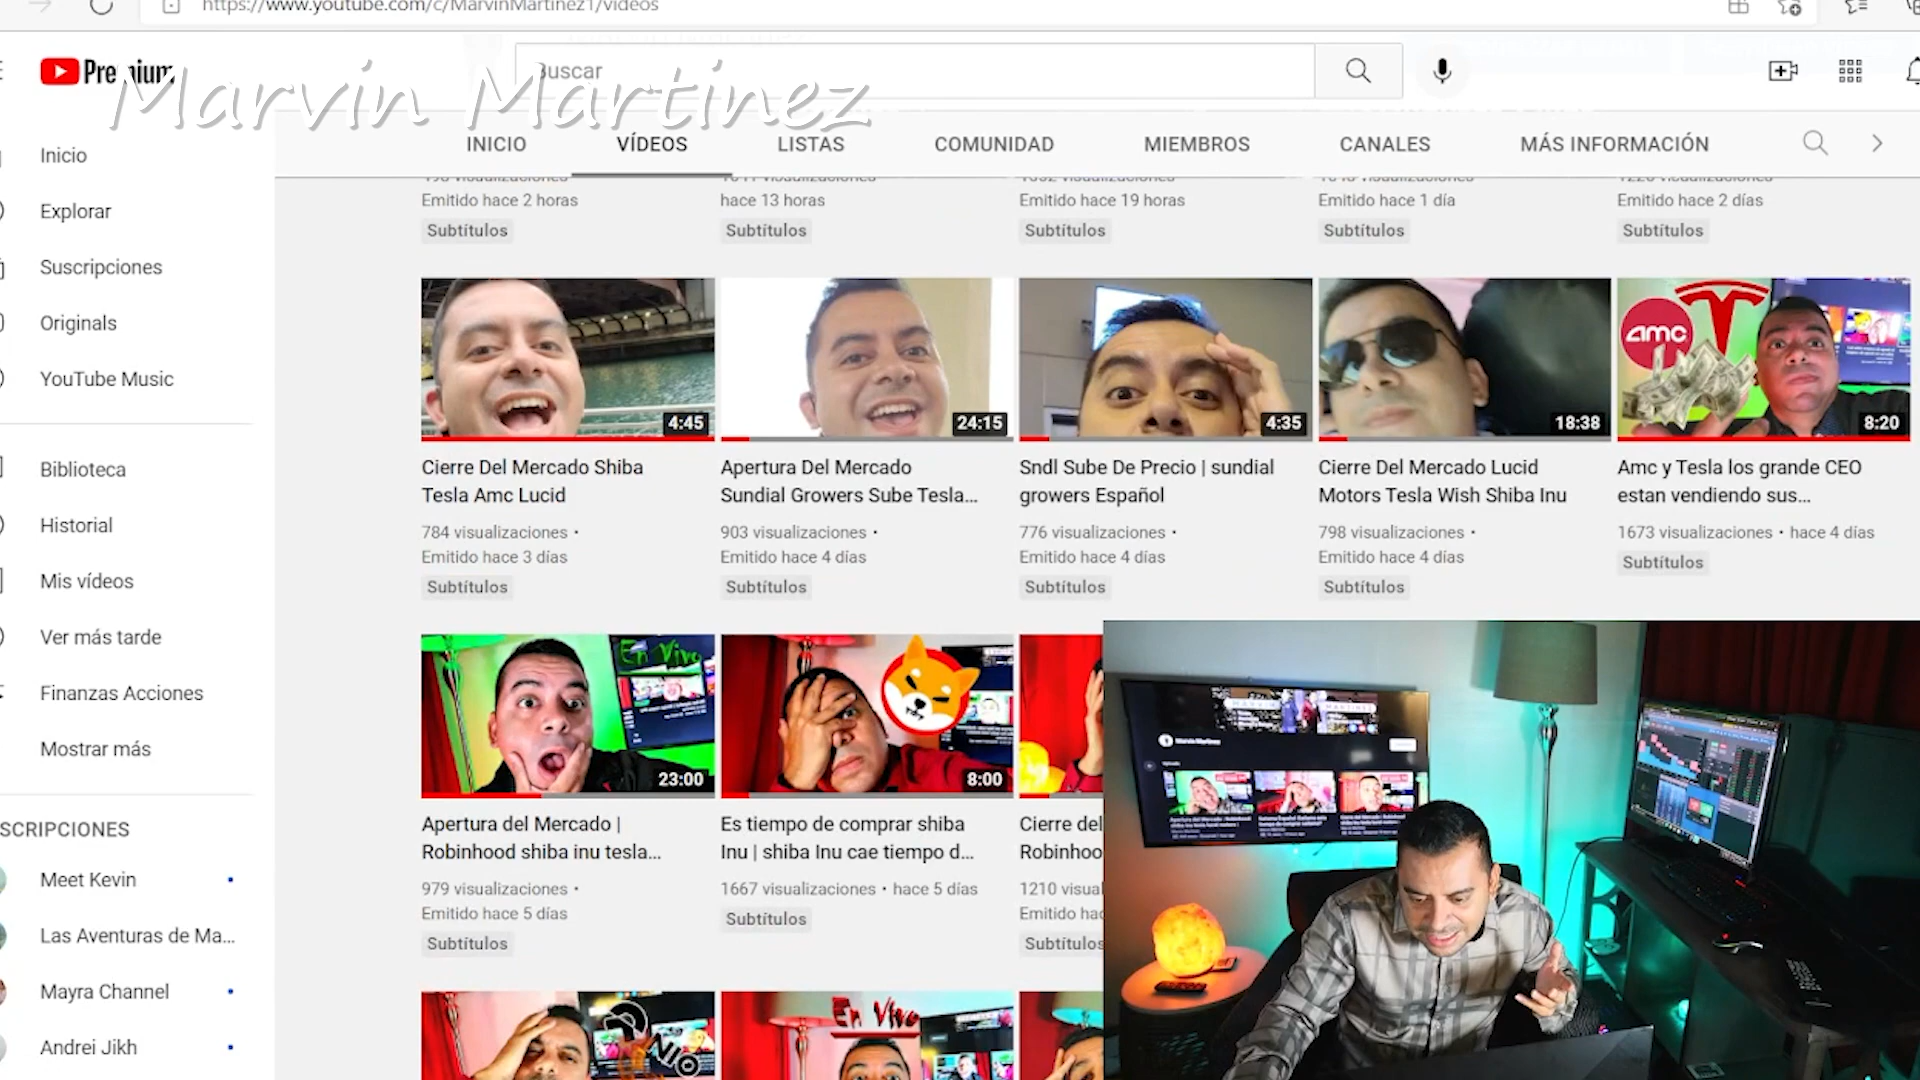 https://www.youtube.com/c/MarvinMartinez1/videos
Premium
Buscar
Marvin Martinez
INICIO
VÍDEOS
LISTAS
COMUNIDAD
MIEMBROS
CANALES
MÁS INFORMACIÓN
Inicio
Explorar
Suscripciones
Originals
YouTube Music
Biblioteca
Historial
Mis vídeos
Ver más tarde
Finanzas Acciones
Mostrar más
SCRIPCIONES
Meet Kevin
Las Aventuras de Ma...
Mayra Channel
Andrei Jikh
Emitido hace 2 horas
Subtítulos
hace 13 horas
Subtítulos
Emitido hace 19 horas
Subtítulos
Emitido hace 1 día
Subtítulos
Emitido hace 2 días
Subtítulos
4:45
Cierre Del Mercado Shiba
Tesla Amc Lucid
784 visualizaciones •
Emitido hace 3 días
Subtítulos
24:15
Apertura Del Mercado
Sundial Growers Sube Tesla...
903 visualizaciones •
Emitido hace 4 días
Subtítulos
4:35
Sndl Sube De Precio | sundial
growers Español
776 visualizaciones •
Emitido hace 4 días
Subtítulos
18:38
Cierre Del Mercado Lucid
Motors Tesla Wish Shiba Inu
798 visualizaciones •
Emitido hace 4 días
Subtítulos
amc
8:20
Amc y Tesla los grande CEO
estan vendiendo sus...
1673 visualizaciones • hace 4 días
Subtítulos
En Vivo
23:00
Apertura del Mercado |
Robinhood shiba inu tesla...
979 visualizaciones •
Emitido hace 5 días
Subtítulos
8:00
Es tiempo de comprar shiba
Inu | shiba Inu cae tiempo d...
1667 visualizaciones • hace 5 días
Subtítulos
Cierre del
Robinhoo
1210 visua
Emitido hac
Subtítulos
NIO
En Vivo
Marvin Martinez